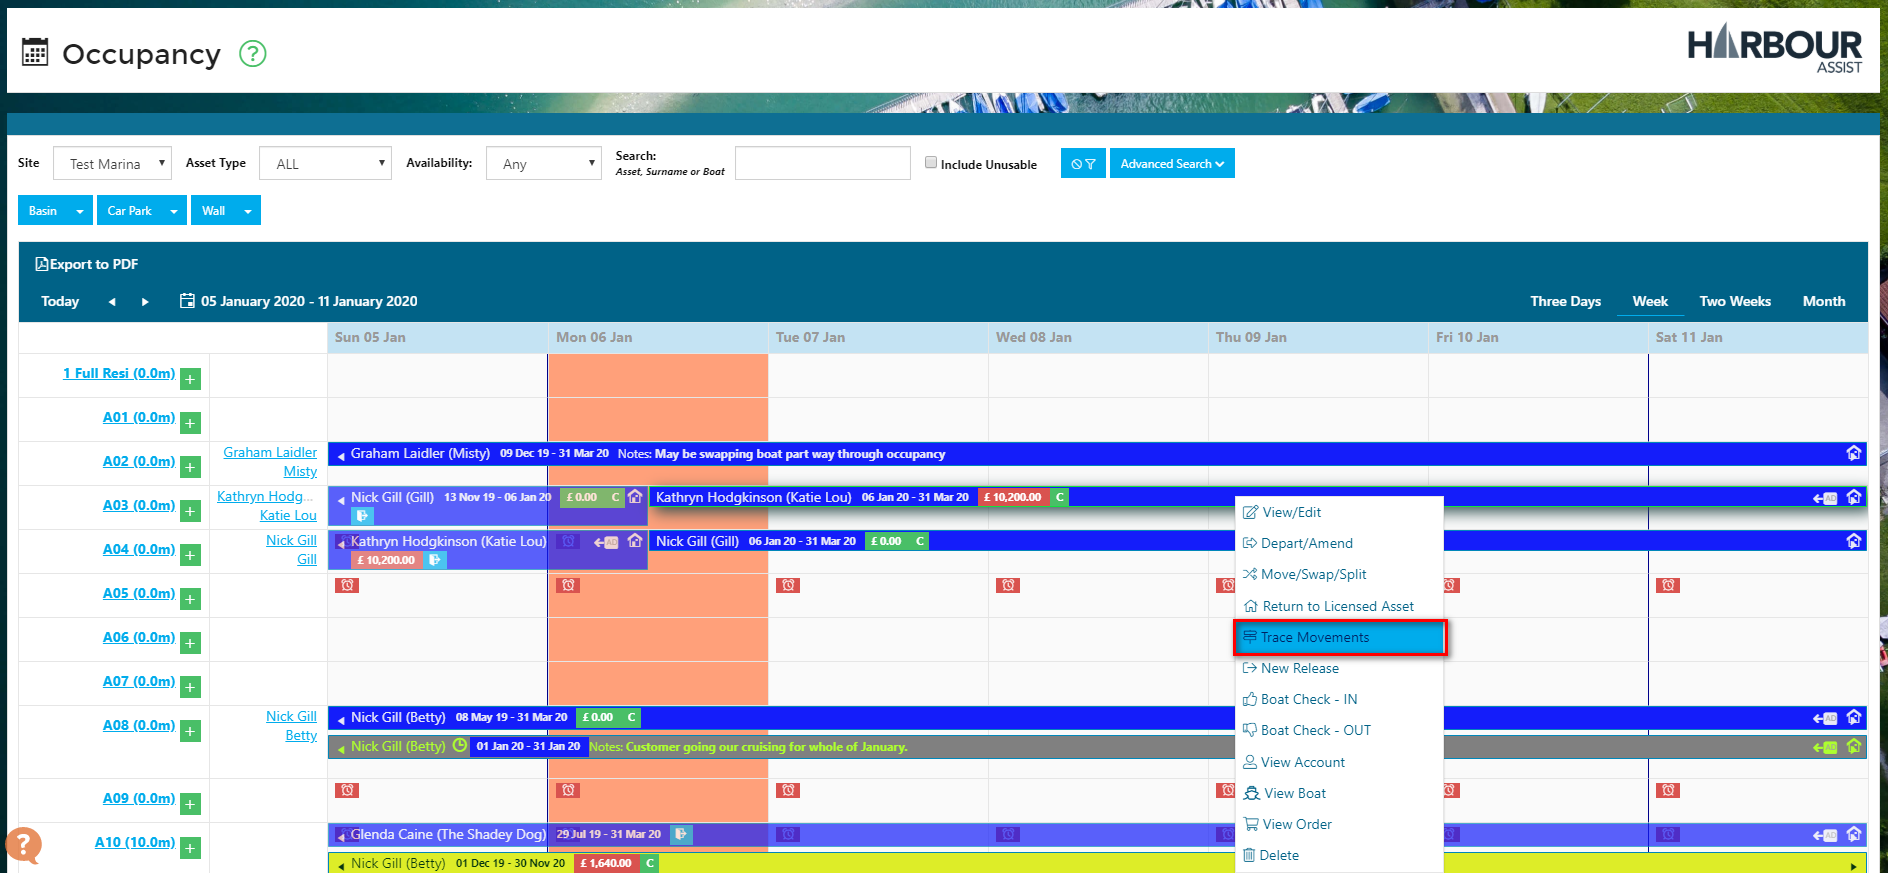 Occupancy ?
HARBOUR
ASSIST
Site Test Marina Asset Type ALL Availability: Any Search: Include Unusable Advanced Search
Asset, Surname or Boat
Basin Car Park Wall
Export to PDF
Today 05 January 2020 - 11 January 2020 Three Days Week Two Weeks Month
Sun 05 Jan Mon 06 Jan Tue 07 Jan Wed 08 Jan Thu 09 Jan Fri 10 Jan Sat 11 Jan
1 Full Resi (0.0m) +
A01 (0.0m) +
A02 (0.0m) + Graham Laidler Graham Laidler (Misty) 09 Dec 19 - 31 Mar 20 Notes: May be swapping boat part way through occupancy
Misty
A03 (0.0m) + Kathryn Hodg... Nick Gill (Gill) 13 Nov 19 - 06 Jan 20 £ 0.00 C Kathryn Hodgkinson (Katie Lou) 06 Jan 20 - 31 Mar 20 £ 10,200.00 C AD
Katie Lou
A04 (0.0m) + Nick Gill Kathryn Hodgkinson (Katie Lou) AD Nick Gill (Gill) 06 Jan 20 - 31 Mar 20 £ 0.00 C
Gill £ 10,200.00
A05 (0.0m) +
A06 (0.0m) +
A07 (0.0m) +
A08 (0.0m) + Nick Gill Nick Gill (Betty) 08 May 19 - 31 Mar 20 £ 0.00 C AD
Betty Nick Gill (Betty) 01 Jan 20 - 31 Jan 20 Notes: Customer going our cruising for whole of January. AD
A09 (0.0m) +
A10 (10.0m) + Glenda Caine (The Shadey Dog) 29 Jul 19 - 31 Mar 20 AD
Nick Gill (Betty) 01 Dec 19 - 30 Nov 20 £ 1,640.00 C
View/Edit
Depart/Amend
Move/Swap/Split
Return to Licensed Asset
Trace Movements
New Release
Boat Check - IN
Boat Check - OUT
View Account
View Boat
View Order
Delete
?